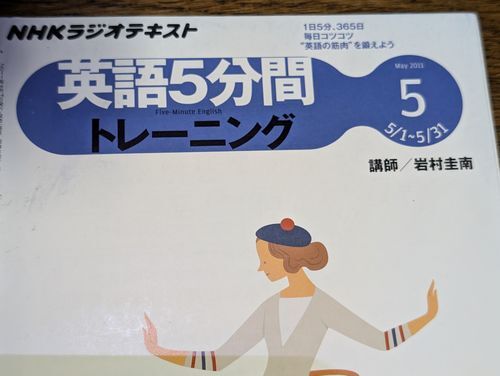 NHKラジオテキスト
1日5分、365日
毎日コツコツ
“英語の筋肉”を鍛えよう
英語5分間
Five-Minute English
トレーニング
May 2011
5
5/1~5/31
講師/岩村圭南